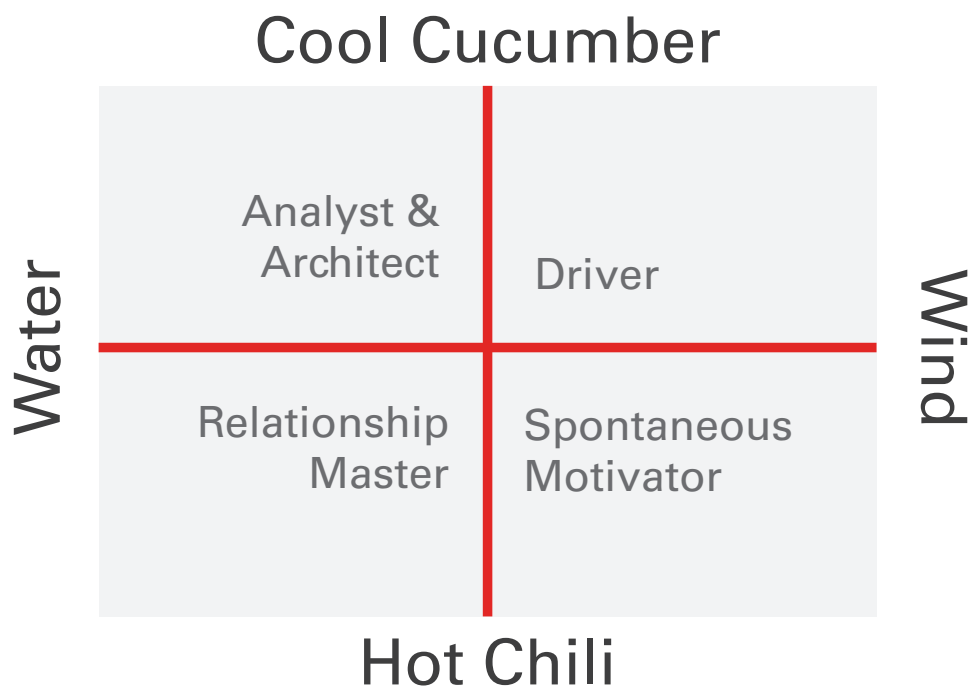 Cool Cucumber
Analyst &
Architect
Driver
Water
Wind
Relationship
Master
Spontaneous
Motivator
Hot Chili